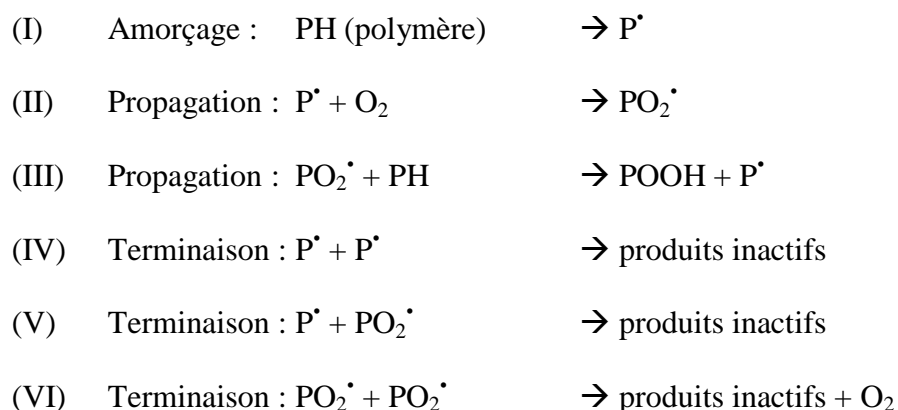 (I) Amorçage : PH (polymère) → P•
(II) Propagation : P• + O₂ → PO₂•
(III) Propagation : PO₂• + PH → POOH + P•
(IV) Terminaison : P• + P• → produits inactifs
(V) Terminaison : P• + PO₂• → produits inactifs
(VI) Terminaison : PO₂• + PO₂• → produits inactifs + O₂